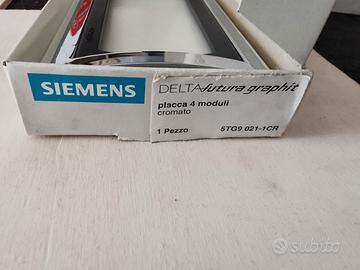 SIEMENS
DELTA futura graphit
placca 4 moduli
cromato
1 Pezzo
5TG9 021-1CR
subito